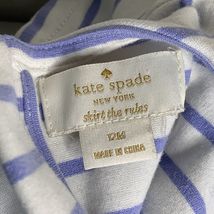 kate spade
NEW YORK
skirt the rules
12M
MADE IN CHINA